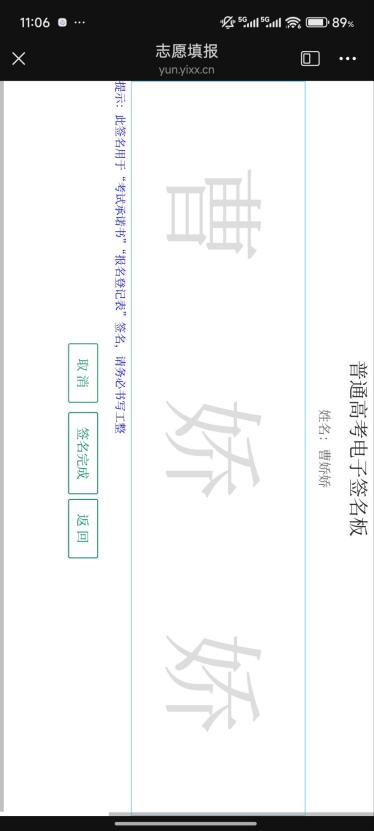 11:06
5G 5G 89%
志愿填报
yun.yixx.cn
普通高考电子签名板
姓名：曹娇娇
曹 娇 娇
提示：此签名用于“考试承诺书”“报名登记表”签名，请务必书写工整
取 消 签名完成 返 回